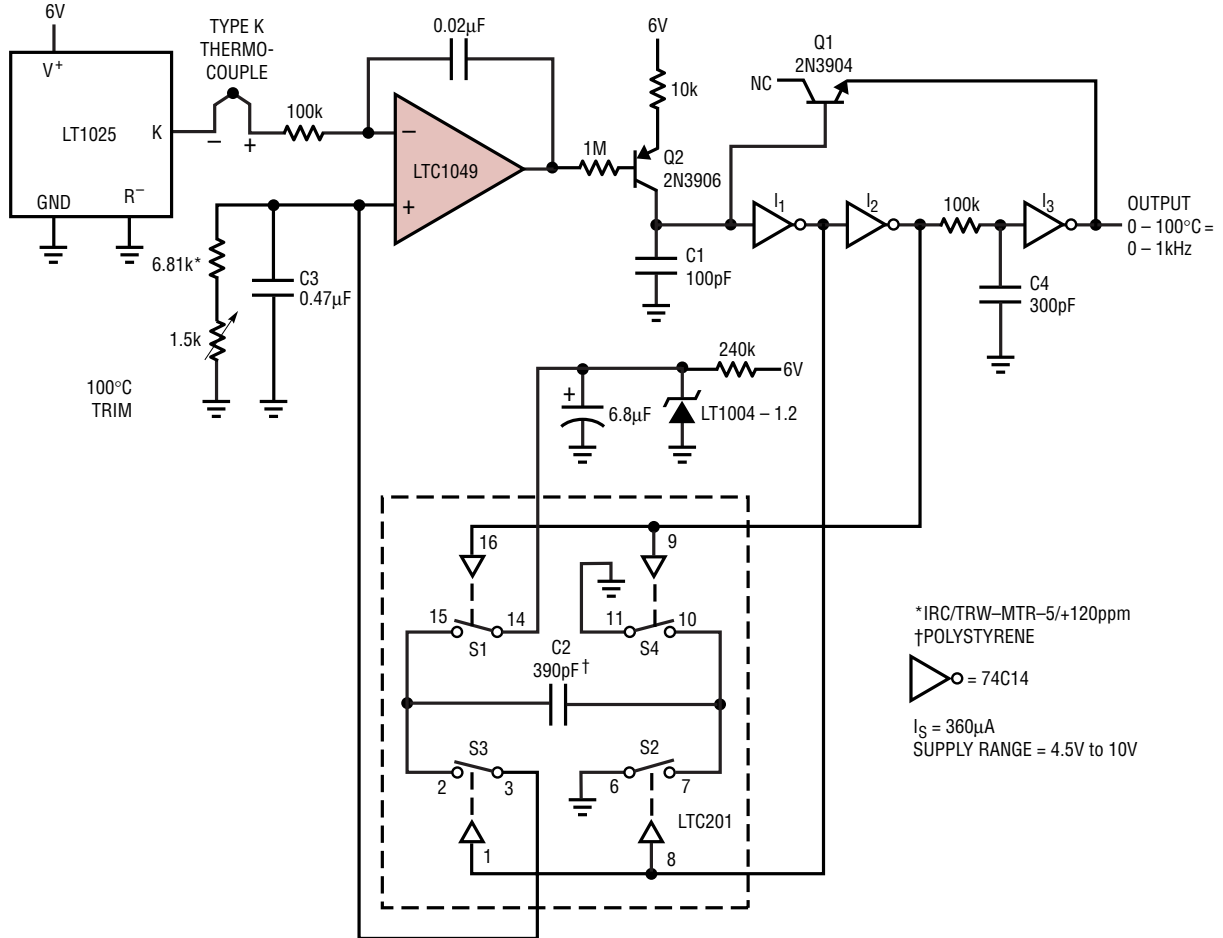 6V
V+
LT1025
K
GND
R–
TYPE K
THERMO-
COUPLE
–
+
100k
0.02µF
–
LTC1049
+
1M
6V
10k
Q2
2N3906
Q1
2N3904
NC
I1
I2
100k
I3
OUTPUT
0 – 100°C =
0 – 1kHz
C1
100pF
C4
300pF
6.81k*
C3
0.47µF
1.5k
100°C
TRIM
240k
6V
+
6.8µF
LT1004 – 1.2
16
9
15
14
S1
11
10
S4
C2
390pF†
S3
2
3
1
S2
6
7
8
LTC201
*IRC/TRW–MTR–5/+120ppm
†POLYSTYRENE
= 74C14
IS = 360µA
SUPPLY RANGE = 4.5V to 10V